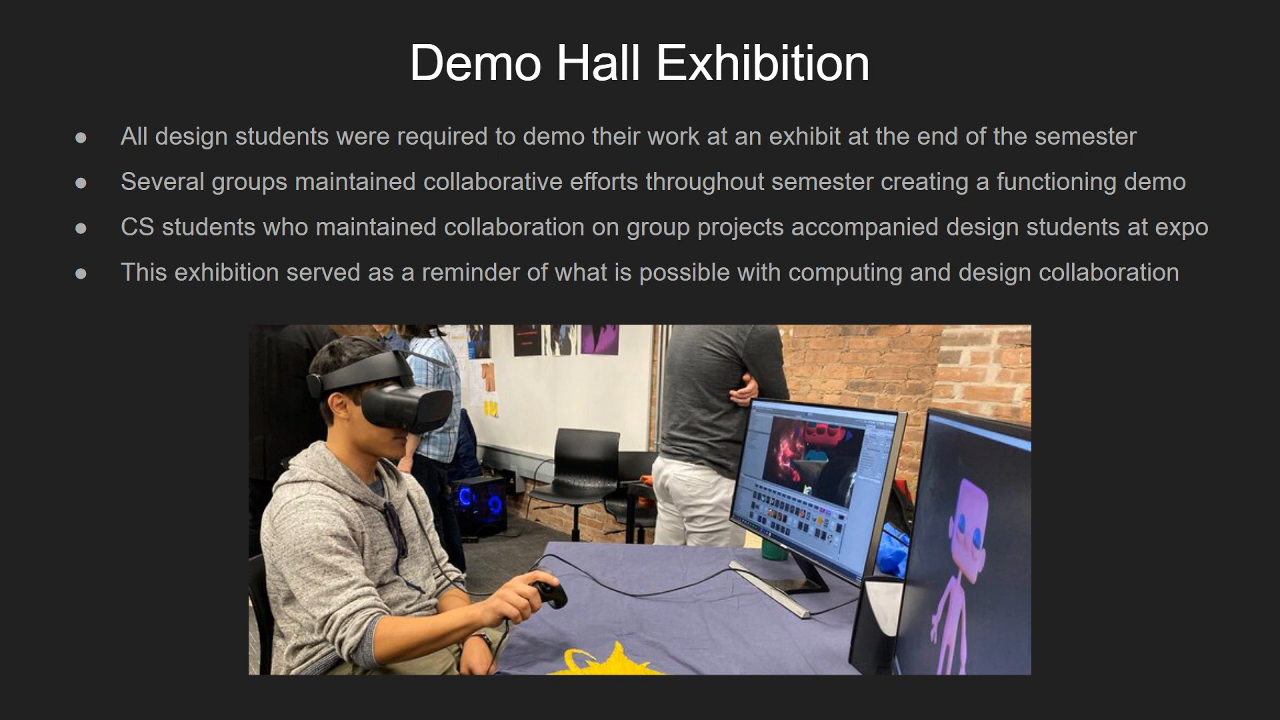 Demo Hall Exhibition
● All design students were required to demo their work at an exhibit at the end of the semester
● Several groups maintained collaborative efforts throughout semester creating a functioning demo
● CS students who maintained collaboration on group projects accompanied design students at expo
● This exhibition served as a reminder of what is possible with computing and design collaboration